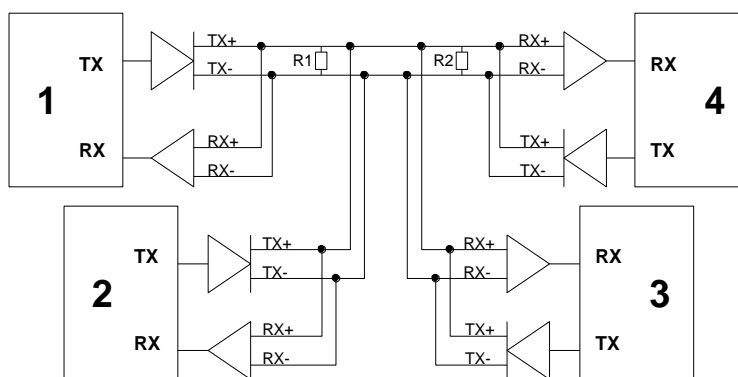 TX+ RX+
TX R1 R2 RX
TX- RX-
1 4
RX+ TX+
RX TX
RX- TX-
TX+ RX+
TX RX
TX- RX-
2 3
RX+ TX+
RX TX
RX- TX-